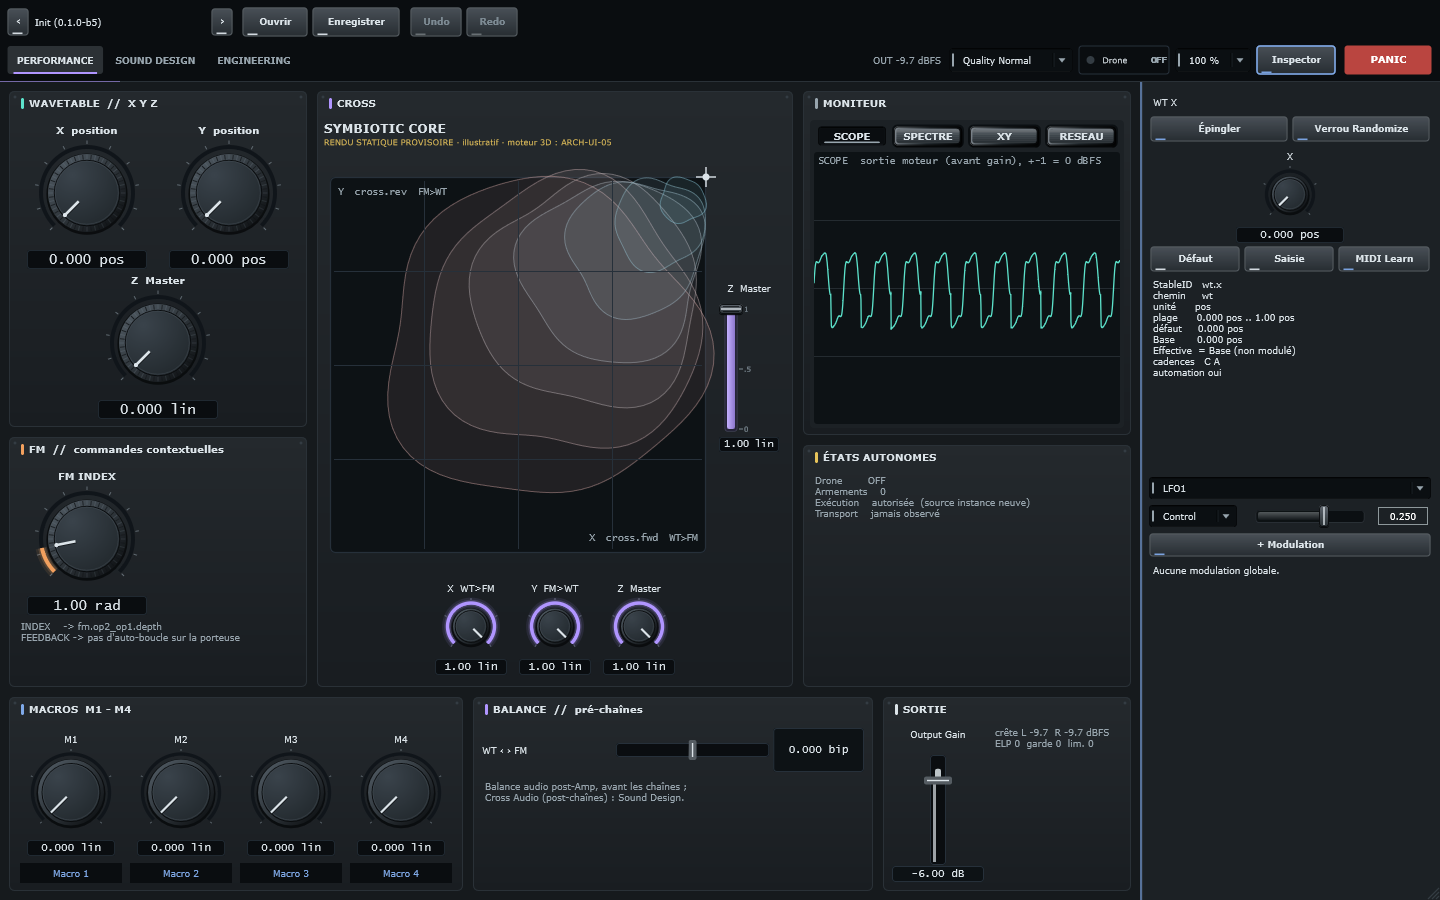 ‹ Init (0.1.0-b5) › Ouvrir Enregistrer Undo Redo
PERFORMANCE SOUND DESIGN ENGINEERING OUT -9.7 dBFS Quality Normal Drone OFF 100 % Inspector PANIC
WAVETABLE // X Y Z
X position Y position
0.000 pos 0.000 pos
Z Master
0.000 lin
FM // commandes contextuelles
FM INDEX
1.00 rad
INDEX -> fm.op2_op1.depth
FEEDBACK -> pas d'auto-boucle sur la porteuse
CROSS
SYMBIOTIC CORE
RENDU STATIQUE PROVISOIRE - illustratif - moteur 3D : ARCH-UI-05
Y cross.rev FM>WT
Z Master
1
.5
0
1.00 lin
X cross.fwd WT>FM
X WT>FM Y FM>WT Z Master
1.00 lin 1.00 lin 1.00 lin
MONITEUR
SCOPE SPECTRE XY RESEAU
SCOPE sortie moteur (avant gain), +-1 = 0 dBFS
ÉTATS AUTONOMES
Drone OFF
Armements 0
Exécution autorisée (source instance neuve)
Transport jamais observé
MACROS M1 - M4
M1 M2 M3 M4
0.000 lin 0.000 lin 0.000 lin 0.000 lin
Macro 1 Macro 2 Macro 3 Macro 4
BALANCE // pré-chaînes
WT ‹ › FM 0.000 bip
Balance audio post-Amp, avant les chaînes ;
Cross Audio (post-chaînes) : Sound Design.
SORTIE
Output Gain
crête L -9.7 R -9.7 dBFS
ELP 0 garde 0 lim. 0
-6.00 dB
WT X
Épingler Verrou Randomize
X
0.000 pos
Défaut Saisie MIDI Learn
StableID wt.x
chemin wt
unité pos
plage 0.000 pos .. 1.00 pos
défaut 0.000 pos
Base 0.000 pos
Effective = Base (non modulé)
cadences C A
automation oui
LFO1
Control 0.250
+ Modulation
Aucune modulation globale.